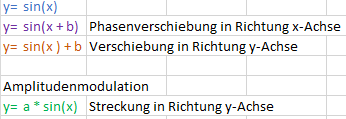 y= sin(x)
y= sin(x + b) Phasenverschiebung in Richtung x-Achse
y= sin(x ) + b Verschiebung in Richtung y-Achse
Amplitudenmodulation
y= a * sin(x) Streckung in Richtung y-Achse